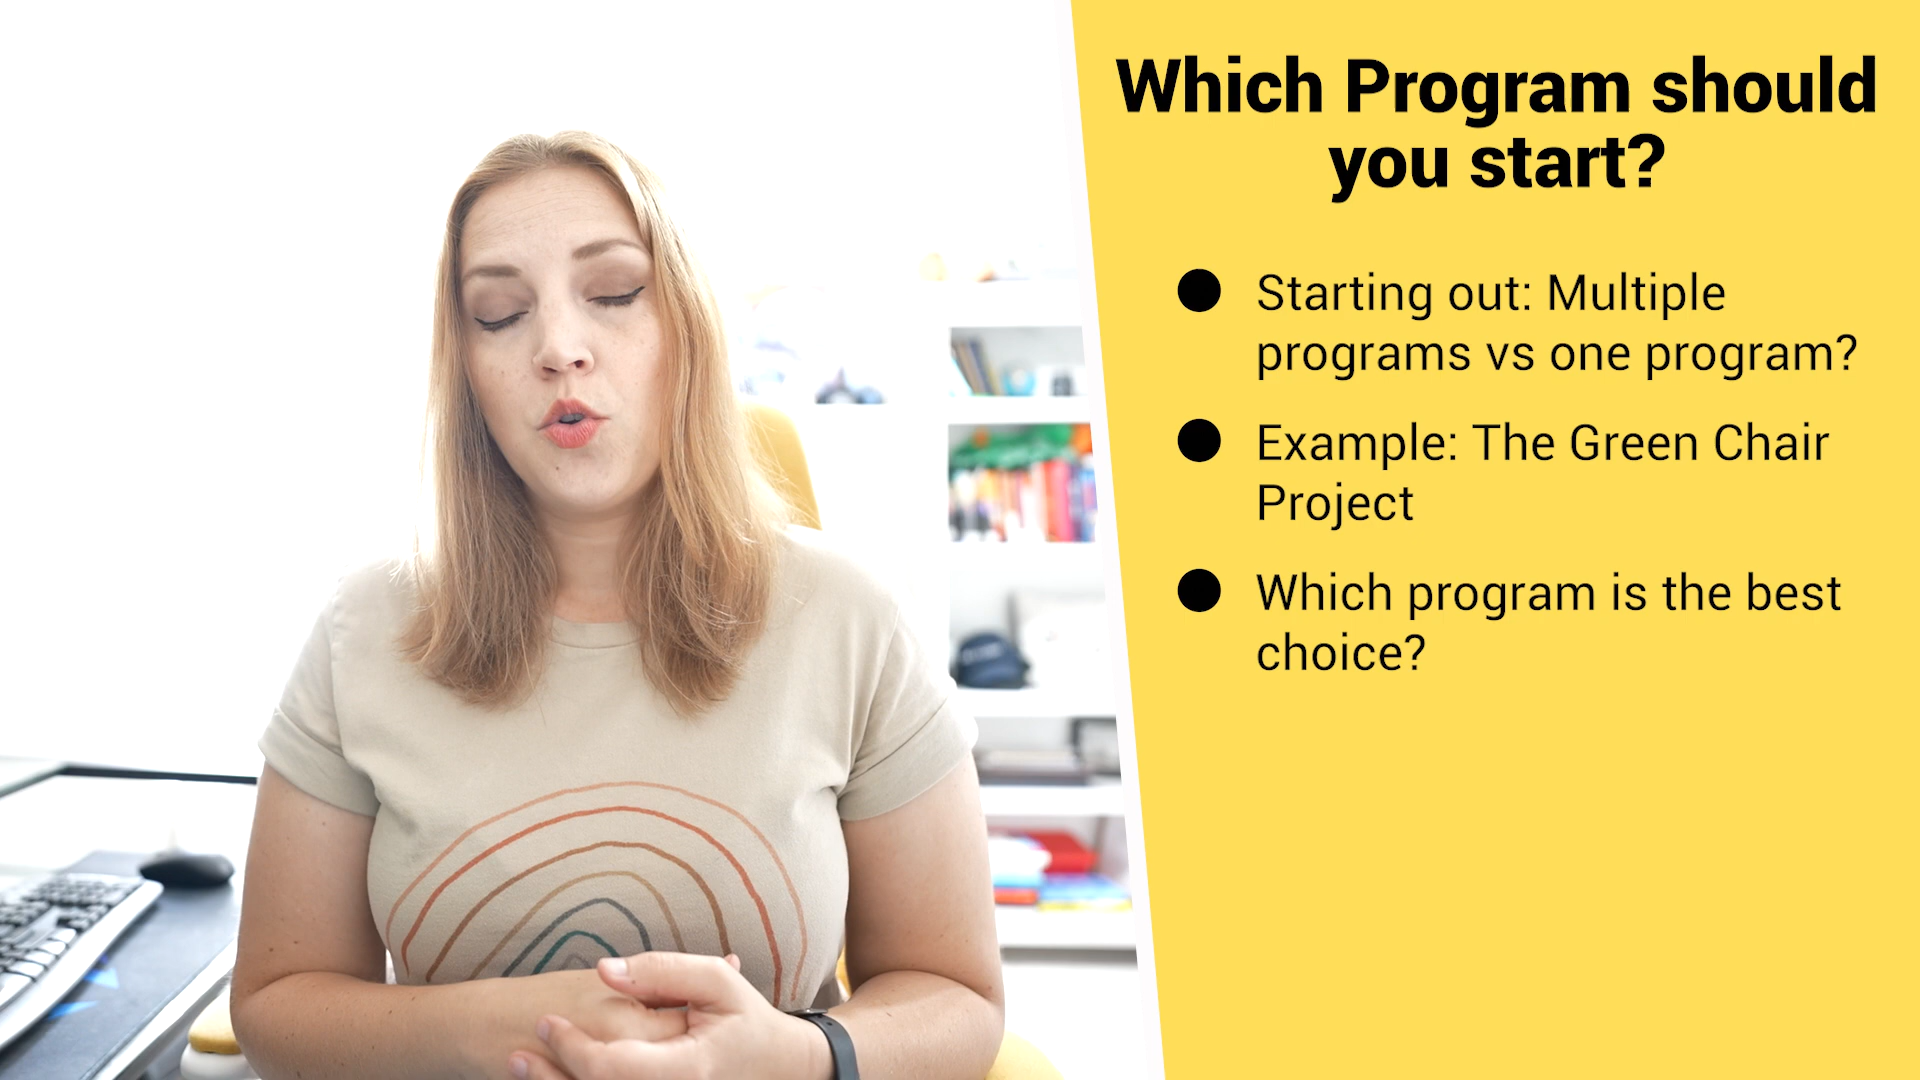 Which Program should
you start?
Starting out: Multiple
programs vs one program?
Example: The Green Chair
Project
Which program is the best
choice?